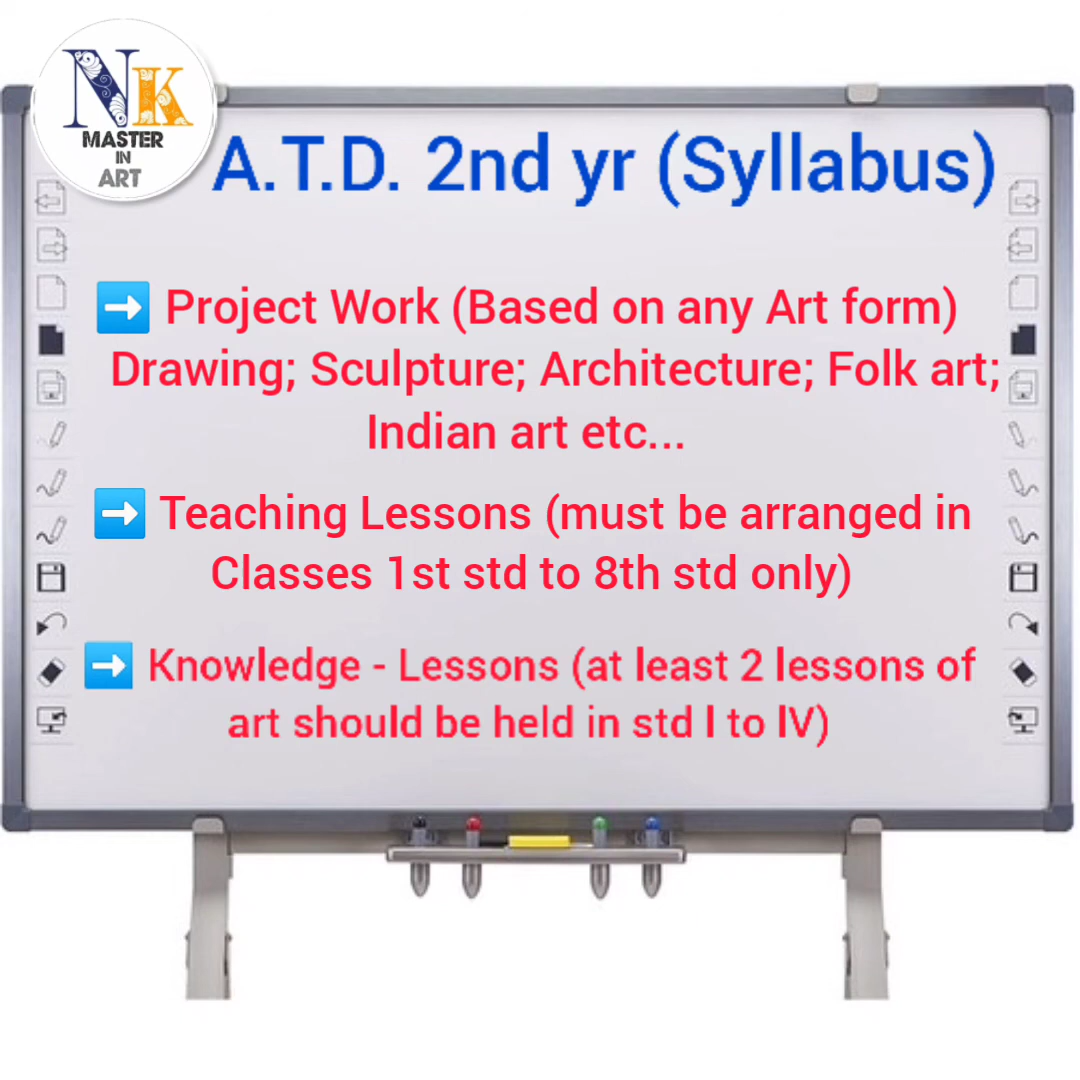 NK
MASTER
IN
ART
A.T.D. 2nd yr (Syllabus)
➡️ Project Work (Based on any Art form)
Drawing; Sculpture; Architecture; Folk art;
Indian art etc...
➡️ Teaching Lessons (must be arranged in
Classes 1st std to 8th std only)
➡️ Knowledge - Lessons (at least 2 lessons of
art should be held in std l to lV)